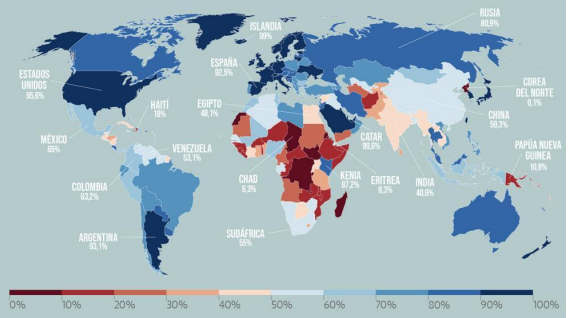 RUSIA
80,9%
ISLANDIA
99%
ESPAÑA
92,5%
ESTADOS
UNIDOS
95,6%
COREA
DEL NORTE
0,1%
HAITÍ
18%
EGIPTO
48,1%
CHINA
59,3%
MÉXICO
65%
VENEZUELA
53,1%
CATAR
99,6%
PAPÚA NUEVA
GUINEA
10,9%
COLOMBIA
63,2%
CHAD
6,3%
KENIA
87,2%
ERITREA
8,3%
INDIA
40,6%
ARGENTINA
93,1%
SUDÁFRICA
55%
0% 10% 20% 30% 40% 50% 60% 70% 80% 90% 100%